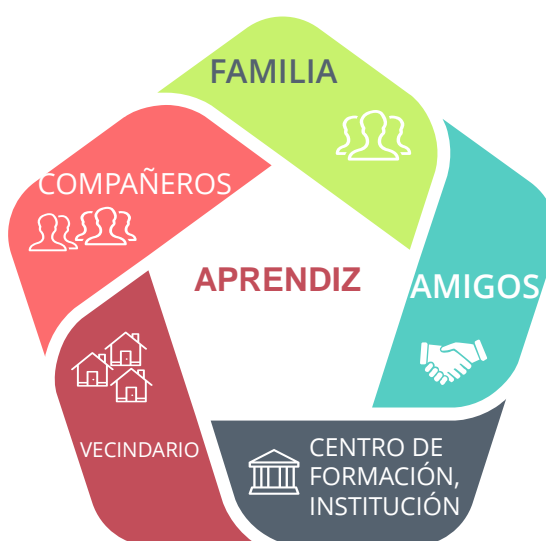 FAMILIA
COMPAÑEROS
APRENDIZ
AMIGOS
VECINDARIO
CENTRO DE
FORMACIÓN,
INSTITUCIÓN